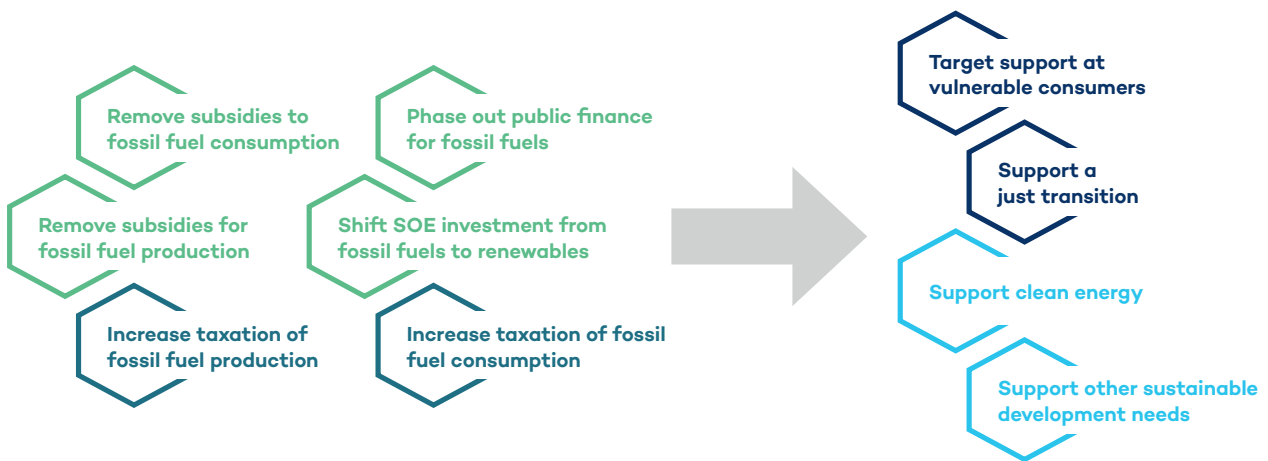 Remove subsidies to
fossil fuel consumption
Phase out public finance
for fossil fuels
Remove subsidies for
fossil fuel production
Shift SOE investment from
fossil fuels to renewables
Increase taxation of
fossil fuel production
Increase taxation of fossil
fuel consumption
Target support at
vulnerable consumers
Support a
just transition
Support clean energy
Support other sustainable
development needs